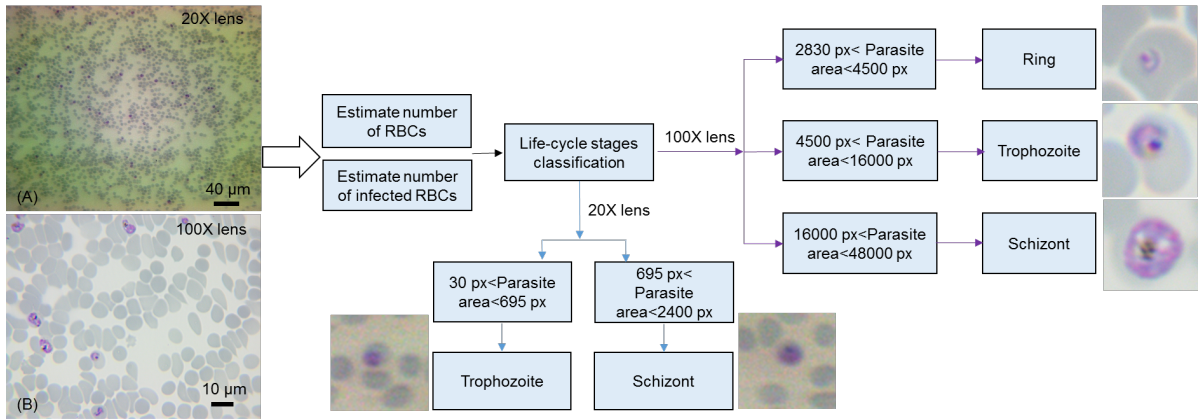 20X lens
(A)
40 µm
100X lens
(B)
10 µm
Estimate number
of RBCs
Estimate number
of infected RBCs
Life-cycle stages
classification
100X lens
20X lens
2830 px< Parasite
area<4500 px
Ring
4500 px< Parasite
area<16000 px
Trophozoite
16000 px<Parasite
area<48000 px
Schizont
30 px<Parasite
area<695 px
Trophozoite
695 px<
Parasite
area<2400 px
Schizont